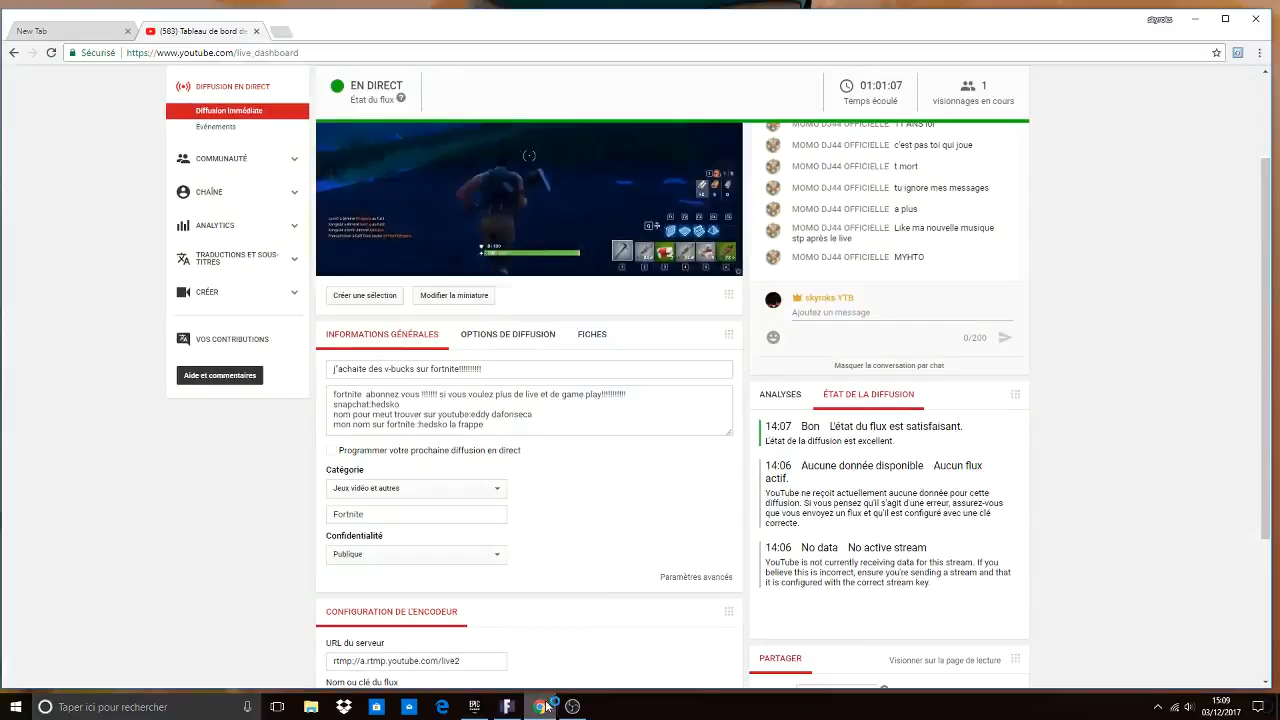 skyroks
New Tab
(583) Tableau de bord de
Sécurisé
https://www.youtube.com/live_dashboard
DIFFUSION EN DIRECT
Diffusion immédiate
Évènements
COMMUNAUTÉ
CHAÎNE
ANALYTICS
TRADUCTIONS ET SOUS-
TITRES
CRÉER
VOS CONTRIBUTIONS
Aide et commentaires
EN DIRECT
État du flux
01:01:07
Temps écoulé
1
visionnages en cours
Créer une sélection
Modifier la miniature
INFORMATIONS GÉNÉRALES
OPTIONS DE DIFFUSION
FICHES
j"achaite des v-bucks sur fortnite!!!!!!!!!!
fortnite abonnez vous !!!!!!! si vous voulez plus de live et de game play!!!!!!!!!!!
snapchat:hedsko
nom pour meut trouver sur youtube:eddy dafonseca
mon nom sur fortnite :hedsko la frappe
Programmer votre prochaine diffusion en direct
Catégorie
Jeux vidéo et autres
Fortnite
Confidentialité
Publique
Paramètres avancés
CONFIGURATION DE L'ENCODEUR
URL du serveur
rtmp://a.rtmp.youtube.com/live2
Nom ou clé du flux
MOMO DJ44 OFFICIELLE 11 ANS lol
MOMO DJ44 OFFICIELLE c'est pas toi qui joue
MOMO DJ44 OFFICIELLE t mort
MOMO DJ44 OFFICIELLE tu ignore mes messages
MOMO DJ44 OFFICIELLE a plus
MOMO DJ44 OFFICIELLE Like ma nouvelle musique
stp après le live
MOMO DJ44 OFFICIELLE MYHTO
skyroks YTB
Ajoutez un message
0/200
Masquer la conversation par chat
ANALYSES
ÉTAT DE LA DIFFUSION
14:07 Bon L'état du flux est satisfaisant.
L'état de la diffusion est excellent.
14:06 Aucune donnée disponible Aucun flux
actif.
YouTube ne reçoit actuellement aucune donnée pour cette
diffusion. Si vous pensez qu'il s'agit d'une erreur, assurez-vous
que vous envoyez un flux et qu'il est configuré avec une clé
correcte.
14:06 No data No active stream
YouTube is not currently receiving data for this stream. If you
believe this is incorrect, ensure you're sending a stream and that
it is configured with the correct stream key.
PARTAGER
Visionner sur la page de lecture
Taper ici pour rechercher
15:09
03/12/2017